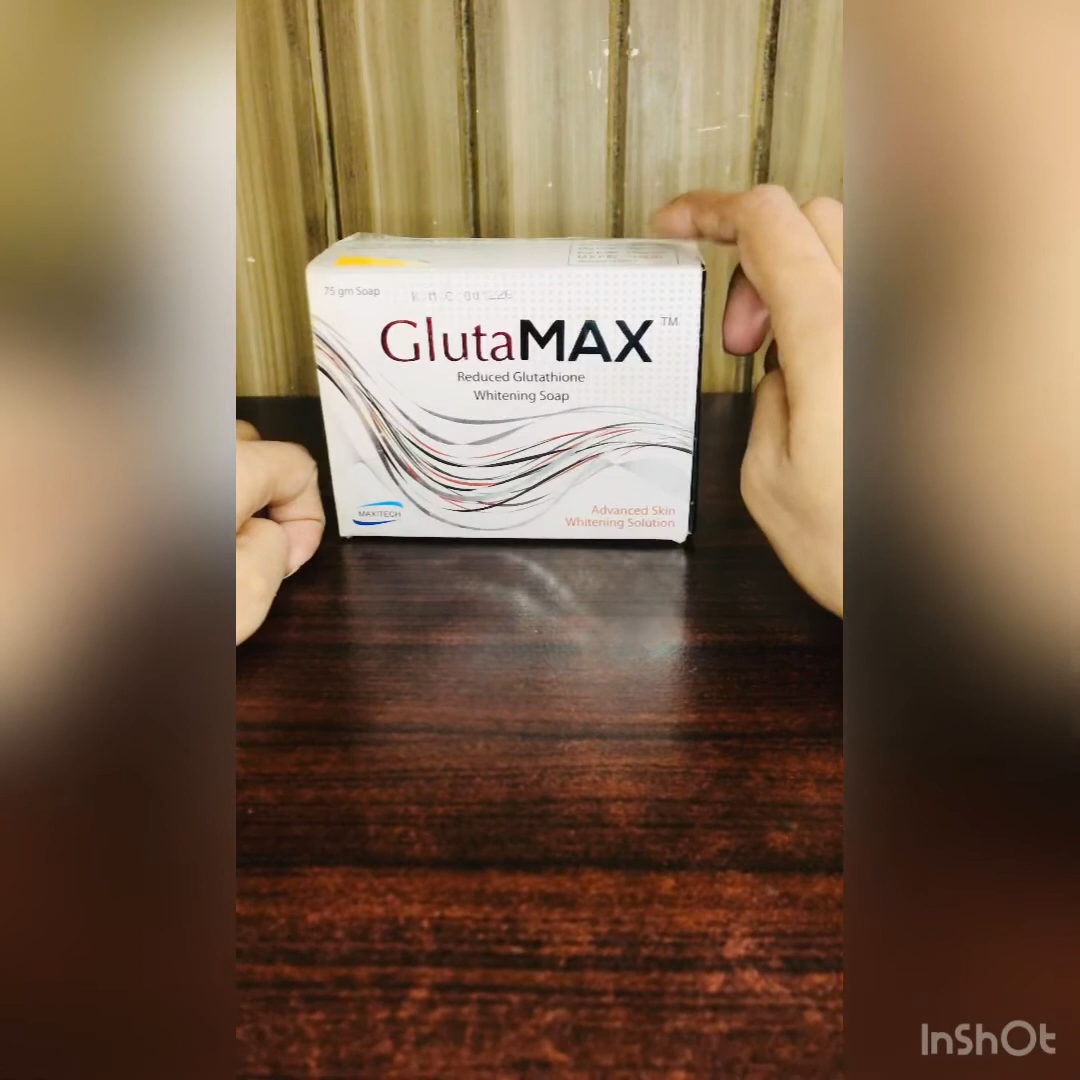 75 gm Soap
GlutaMAX™
Reduced Glutathione
Whitening Soap
MAXITECH
Advanced Skin
Whitening Solution
InShOt